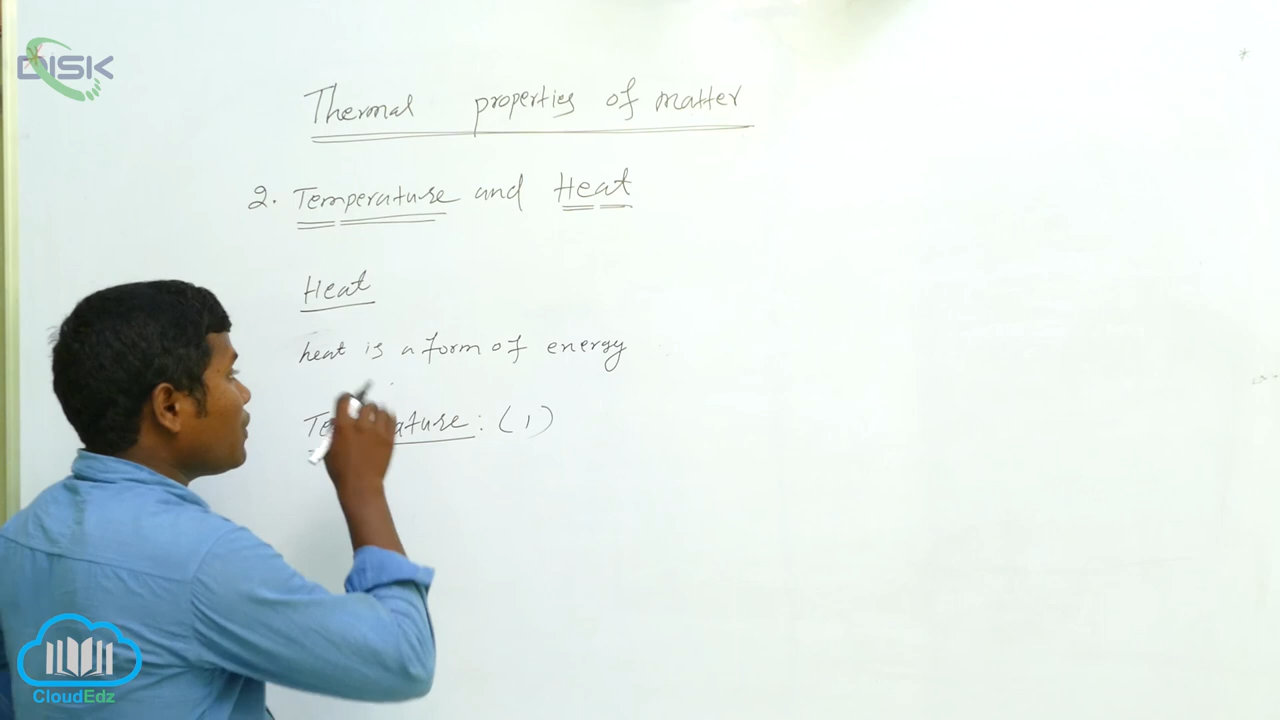 DISK
Thermal properties of matter
2. Temperature and Heat
Heat
heat is a form of energy
: (1)
CloudEdz